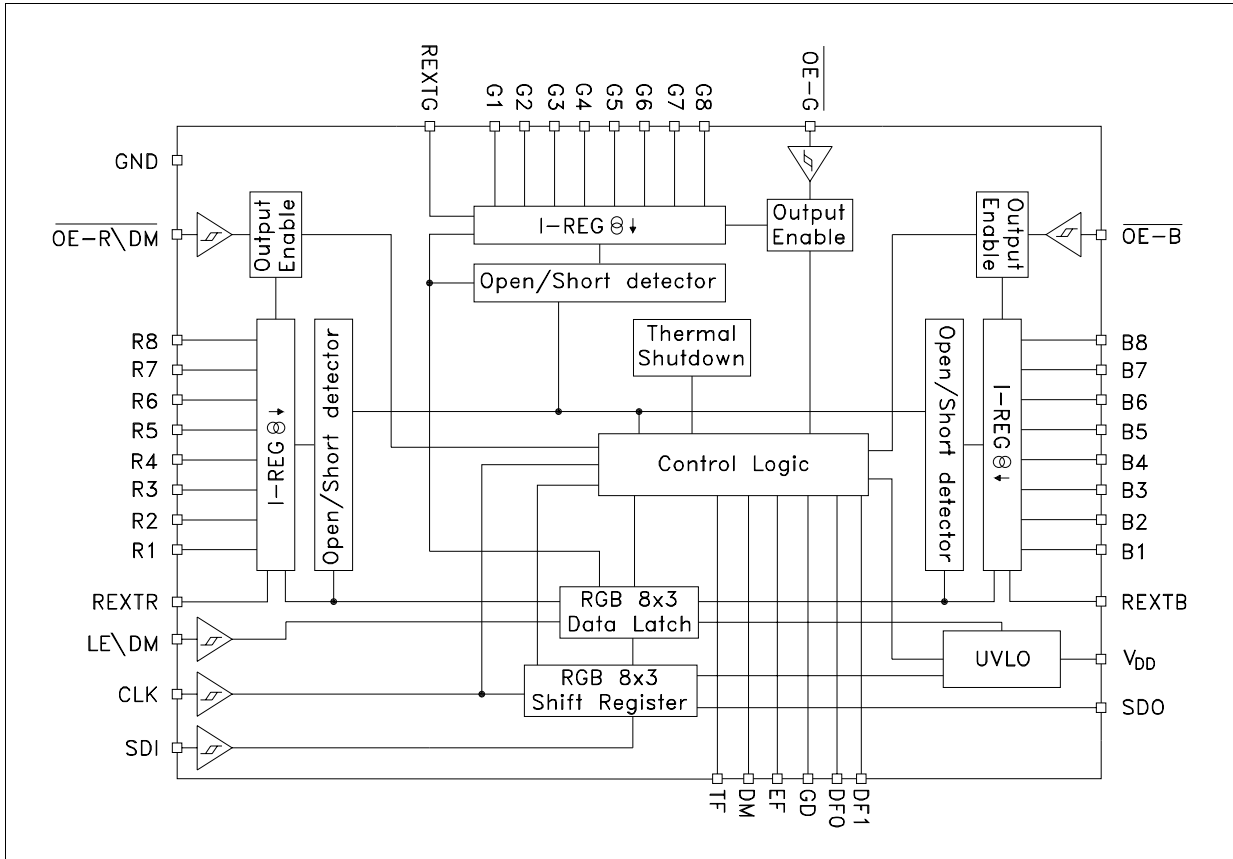 REXTG
G1
G2
G3
G4
G5
G6
G7
G8
OE-G
GND
OE-R\DM
Output
Enable
I-REG
Output
Enable
Output
Enable
OE-B
Open/Short detector
Thermal
Shutdown
R8
R7
R6
R5
R4
R3
R2
R1
I-REG
Open/Short detector
Control Logic
Open/Short detector
I-REG
B8
B7
B6
B5
B4
B3
B2
B1
REXTR
RGB 8x3
Data Latch
REXTB
LE\DM
UVLO
VDD
CLK
RGB 8x3
Shift Register
SDO
SDI
TF
DM
EF
GD
DF0
DF1